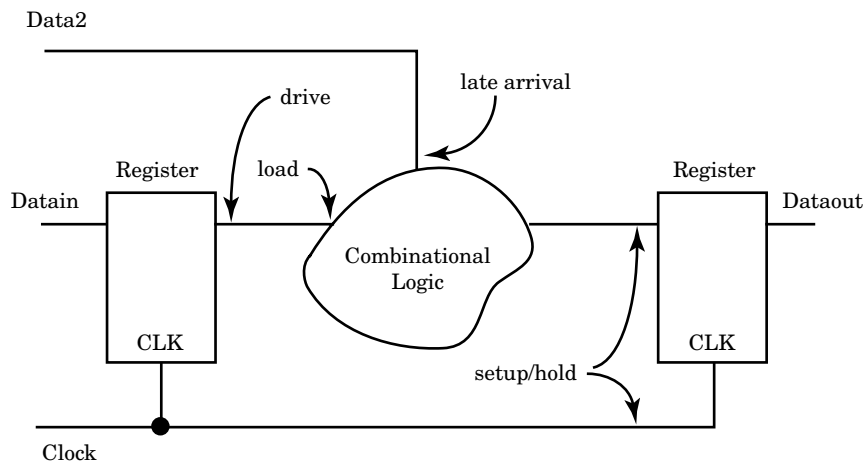 Data2
late arrival
drive
Register
load
Register
Datain
Dataout
Combinational
Logic
CLK
CLK
setup/hold
Clock